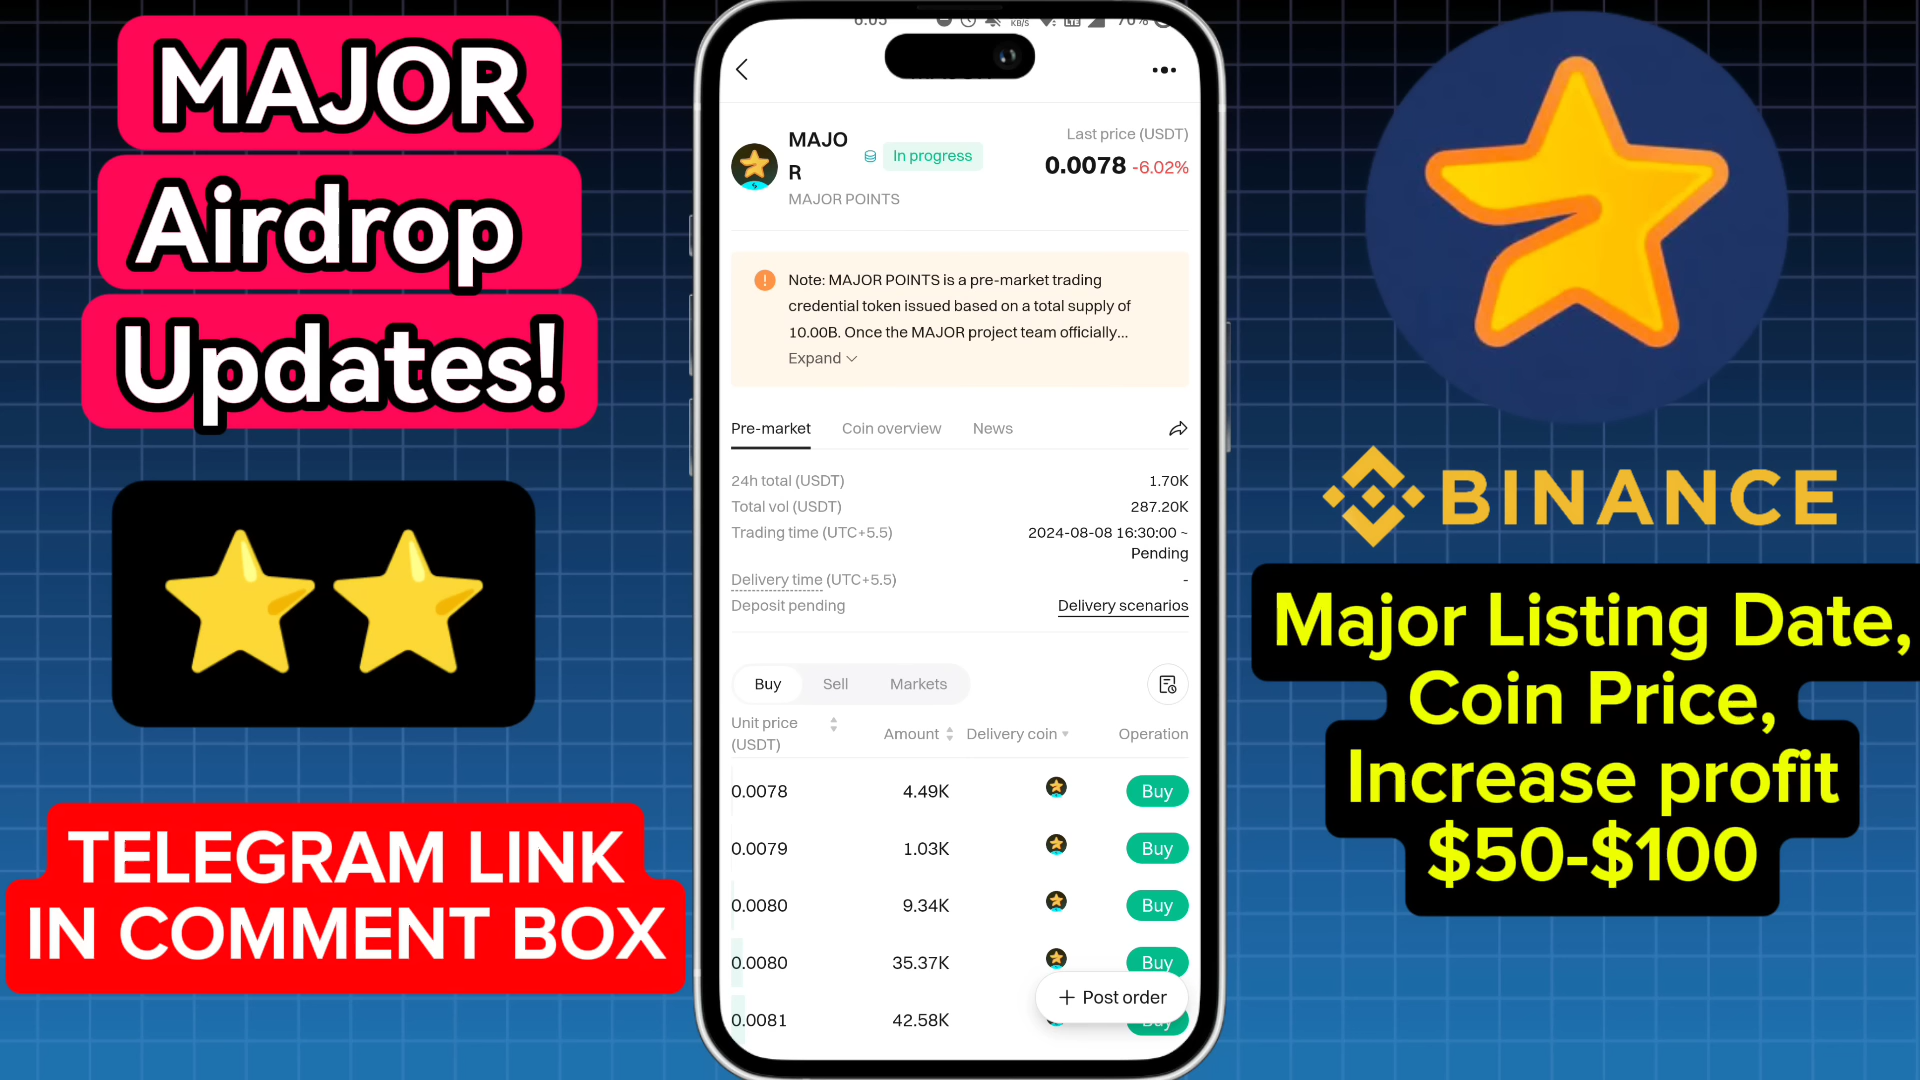 MAJOR
Airdrop
Updates!
TELEGRAM LINK
IN COMMENT BOX
6:05
KB/S
LTE
70%
MAJO
R
In progress
MAJOR POINTS
Last price (USDT)
0.0078 -6.02%
Note: MAJOR POINTS is a pre-market trading
credential token issued based on a total supply of
10.00B. Once the MAJOR project team officially...
Expand
Pre-market Coin overview News
24h total (USDT) 1.70K
Total vol (USDT) 287.20K
Trading time (UTC+5.5) 2024-08-08 16:30:00 ~
Pending
Delivery time (UTC+5.5) -
Deposit pending Delivery scenarios
Buy Sell Markets
Unit price
(USDT)
Amount Delivery coin Operation
0.0078 4.49K Buy
0.0079 1.03K Buy
0.0080 9.34K Buy
0.0080 35.37K Buy
+ Post order
0.0081 42.58K Buy
BINANCE
Major Listing Date,
Coin Price,
Increase profit
$50-$100